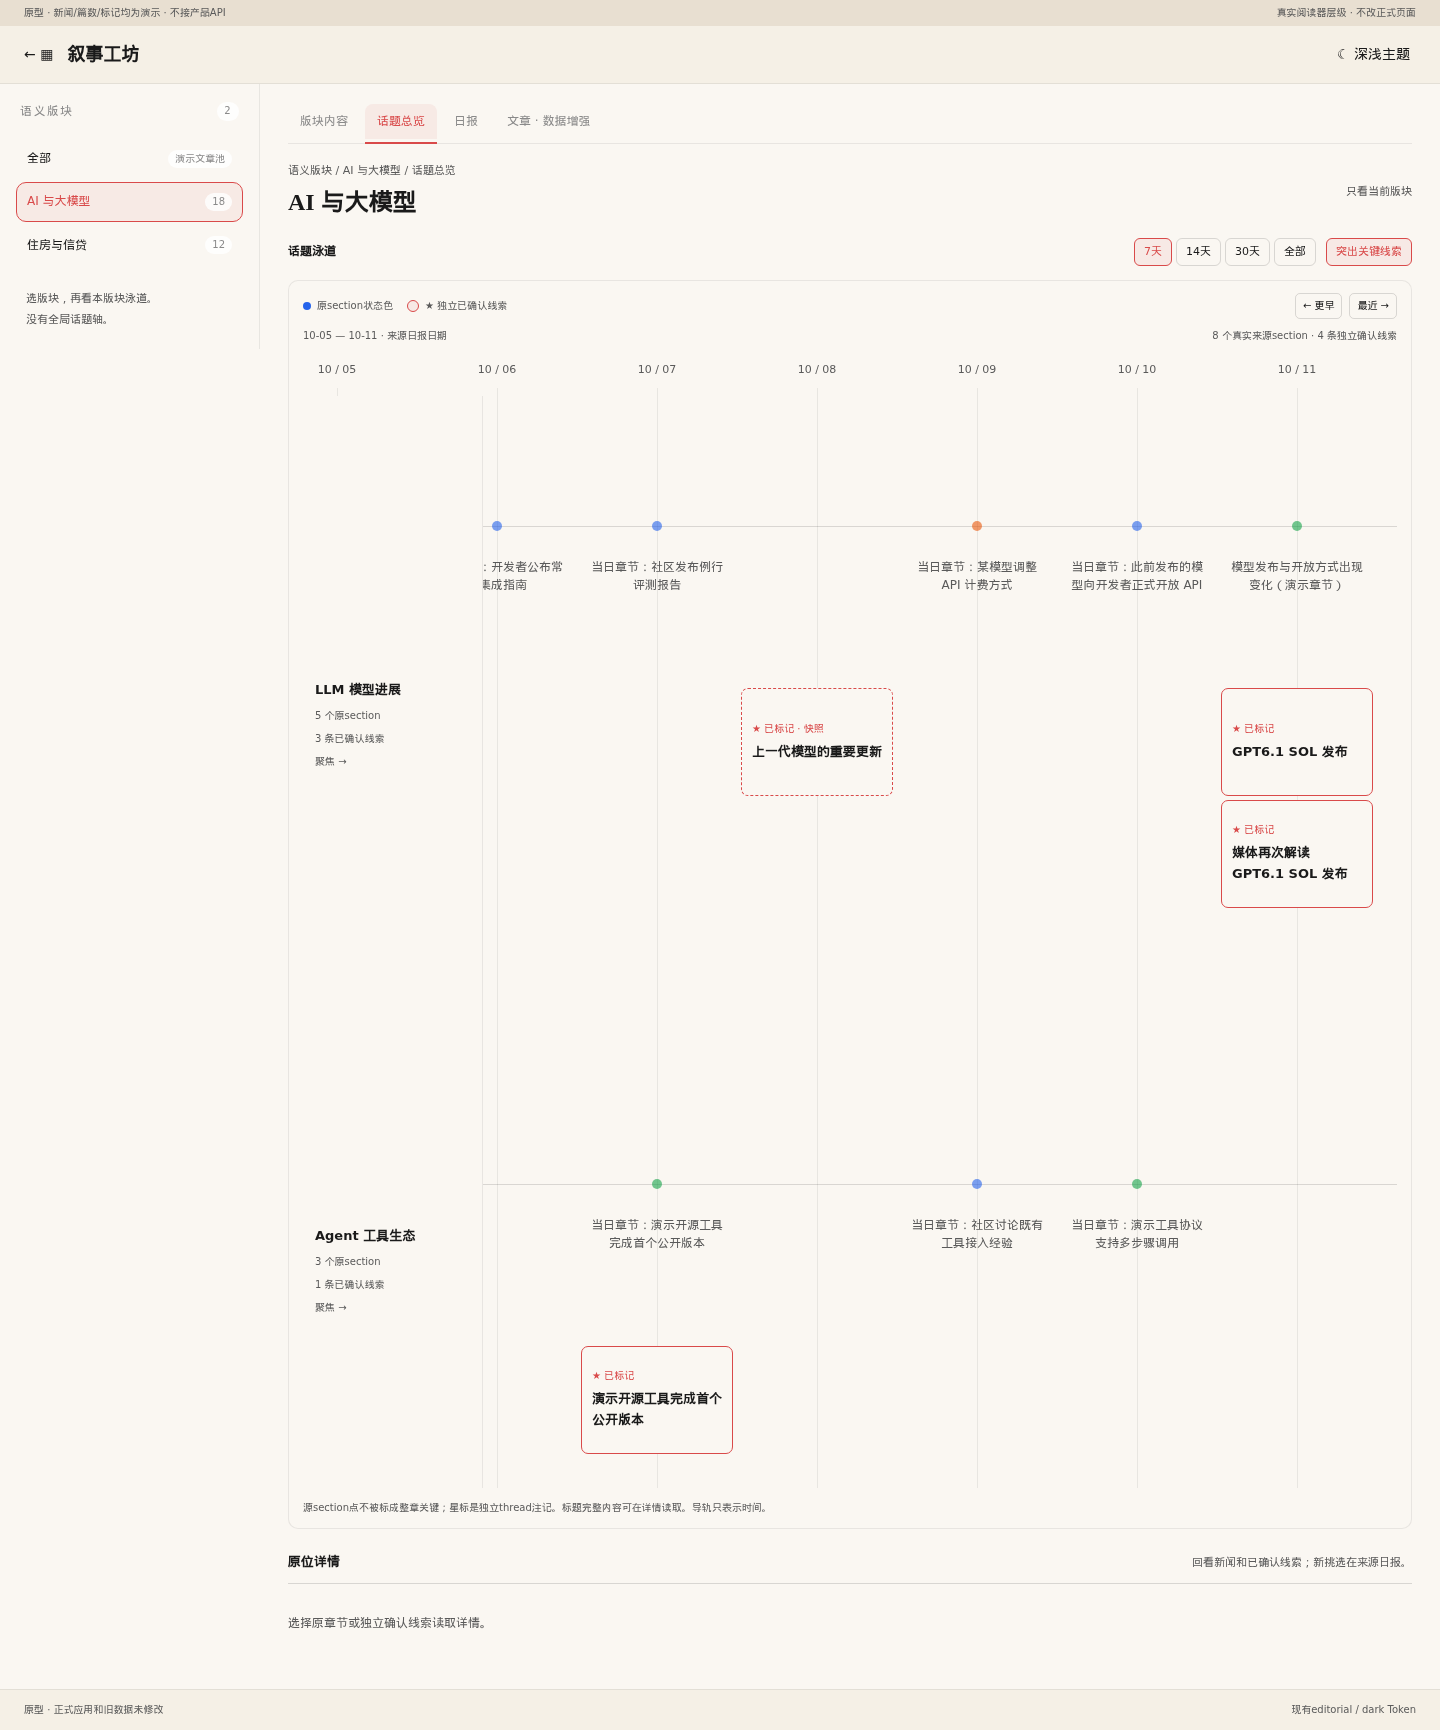 原型 · 新闻/篇数/标记均为演示 · 不接产品API
真实阅读器层级 · 不改正式页面
← ▦ 叙事工坊
☾ 深浅主题
语义版块 2
全部 演示文章池
AI 与大模型 18
住房与信贷 12
选版块，再看本版块泳道。
没有全局话题轴。
版块内容 话题总览 日报 文章 · 数据增强
语义版块 / AI 与大模型 / 话题总览
AI 与大模型
只看当前版块
话题泳道
7天 14天 30天 全部 突出关键线索
原section状态色 ★ 独立已确认线索
← 更早 最近 →
10-05 — 10-11 · 来源日报日期
8 个真实来源section · 4 条独立确认线索
10 / 05 10 / 06 10 / 07 10 / 08 10 / 09 10 / 10 10 / 11
：开发者公布常
集成指南
当日章节：社区发布例行
评测报告
当日章节：某模型调整
API 计费方式
当日章节：此前发布的模
型向开发者正式开放 API
模型发布与开放方式出现
变化（演示章节）
LLM 模型进展
5 个原section
3 条已确认线索
聚焦 →
★ 已标记 · 快照
上一代模型的重要更新
★ 已标记
GPT6.1 SOL 发布
★ 已标记
媒体再次解读
GPT6.1 SOL 发布
Agent 工具生态
3 个原section
1 条已确认线索
聚焦 →
当日章节：演示开源工具
完成首个公开版本
当日章节：社区讨论既有
工具接入经验
当日章节：演示工具协议
支持多步骤调用
★ 已标记
演示开源工具完成首个
公开版本
源section点不被标成整章关键；星标是独立thread注记。标题完整内容可在详情读取。导轨只表示时间。
原位详情
回看新闻和已确认线索；新挑选在来源日报。
选择原章节或独立确认线索读取详情。
原型 · 正式应用和旧数据未修改
现有editorial / dark Token